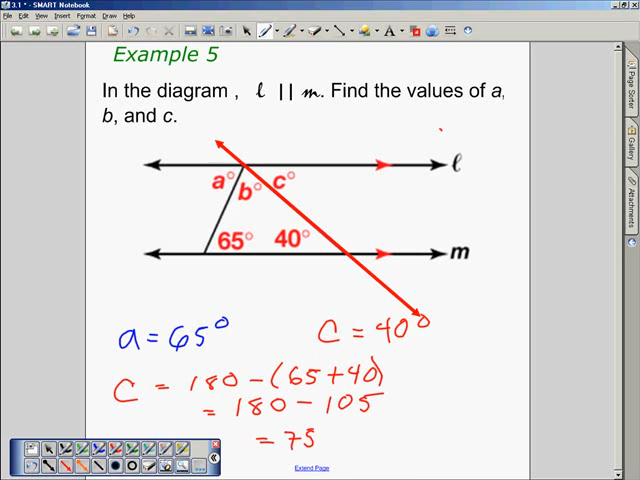 3.1 * - SMART Notebook
File Edit View Insert Format Draw Help
Example 5
In the diagram , ℓ || m. Find the values of a,
b, and c.
ℓ
a° b° c°
65° 40°
m
a = 65°
C = 40°
C = 180 - (65 + 40)
= 180 - 105
= 75
Extend Page
Page Sorter
Gallery
Attachments